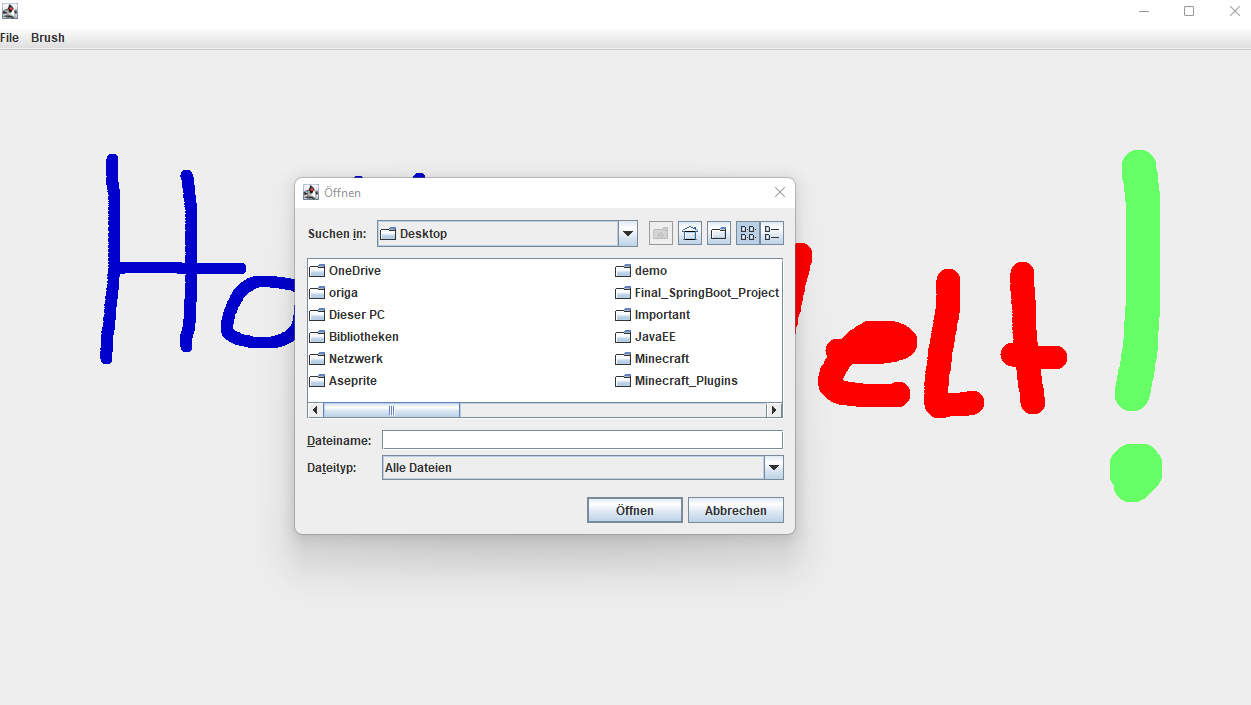 File Brush
Öffnen
Suchen in: Desktop
OneDrive
origa
Dieser PC
Bibliotheken
Netzwerk
Aseprite
demo
Final_SpringBoot_Project
Important
JavaEE
Minecraft
Minecraft_Plugins
Dateiname:
Dateityp: Alle Dateien
Öffnen Abbrechen
elt!